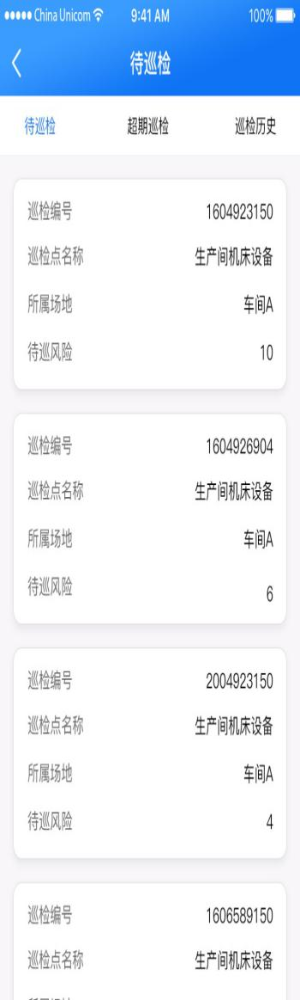 China Unicom 9:41 AM 100%
待巡检
待巡检 超期巡检 巡检历史
巡检编号 1604923150
巡检点名称 生产间机床设备
所属场地 车间A
待巡风险 10
巡检编号 1604926904
巡检点名称 生产间机床设备
所属场地 车间A
待巡风险 6
巡检编号 2004923150
巡检点名称 生产间机床设备
所属场地 车间A
待巡风险 4
巡检编号 1606589150
巡检点名称 生产间机床设备